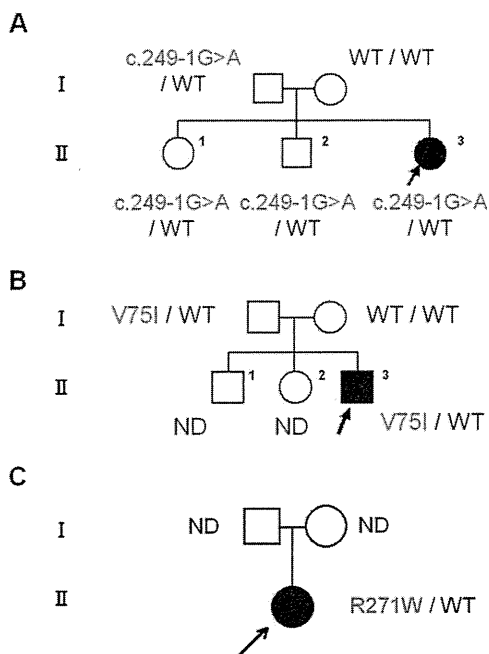 A
c.249-1G>A
/ WT
WT / WT
I
II
1
2
3
c.249-1G>A
/ WT
c.249-1G>A
/ WT
c.249-1G>A
/ WT
B
I
V75I / WT
WT / WT
II
1
2
3
ND
ND
V75I / WT
C
I
ND
ND
II
R271W / WT